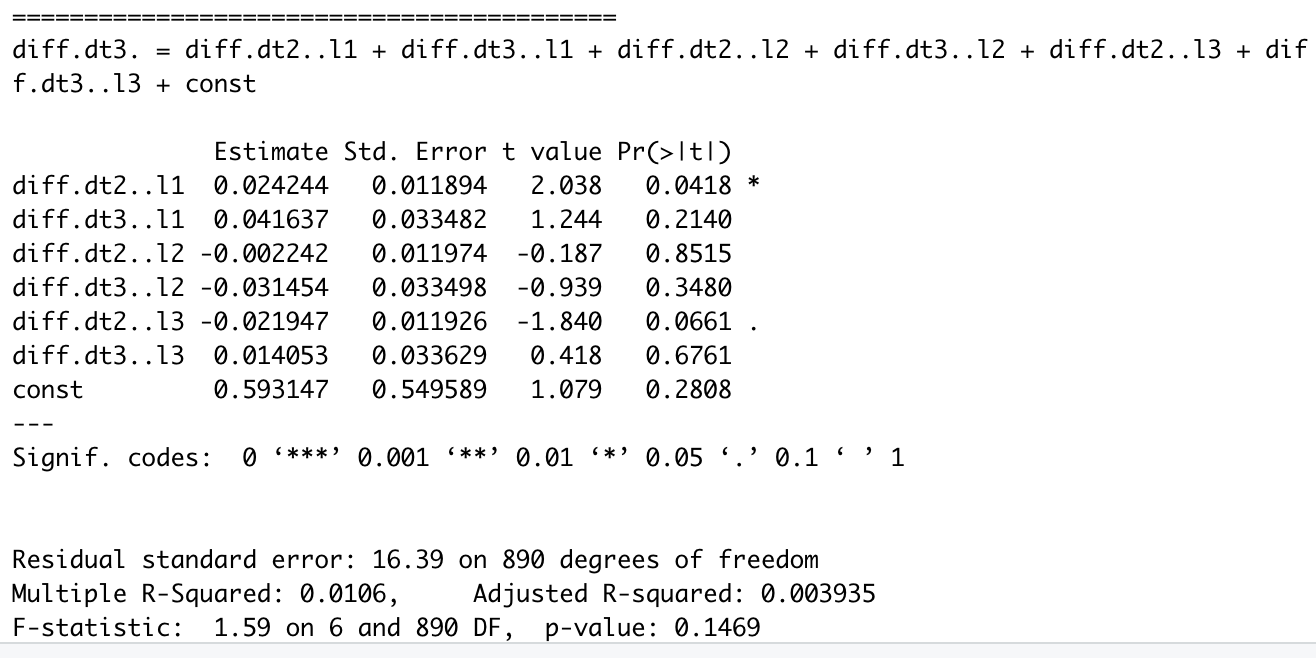 ==========================================
diff.dt3. = diff.dt2..l1 + diff.dt3..l1 + diff.dt2..l2 + diff.dt3..l2 + diff.dt2..l3 + dif
f.dt3..l3 + const
              Estimate Std. Error t value Pr(>|t|)
diff.dt2..l1  0.024244   0.011894   2.038   0.0418 *
diff.dt3..l1  0.041637   0.033482   1.244   0.2140
diff.dt2..l2 -0.002242   0.011974  -0.187   0.8515
diff.dt3..l2 -0.031454   0.033498  -0.939   0.3480
diff.dt2..l3 -0.021947   0.011926  -1.840   0.0661 .
diff.dt3..l3  0.014053   0.033629   0.418   0.6761
const         0.593147   0.549589   1.079   0.2808
---
Signif. codes:  0 ‘***’ 0.001 ‘**’ 0.01 ‘*’ 0.05 ‘.’ 0.1 ‘ ’ 1
Residual standard error: 16.39 on 890 degrees of freedom
Multiple R-Squared: 0.0106,     Adjusted R-squared: 0.003935
F-statistic:  1.59 on 6 and 890 DF,  p-value: 0.1469